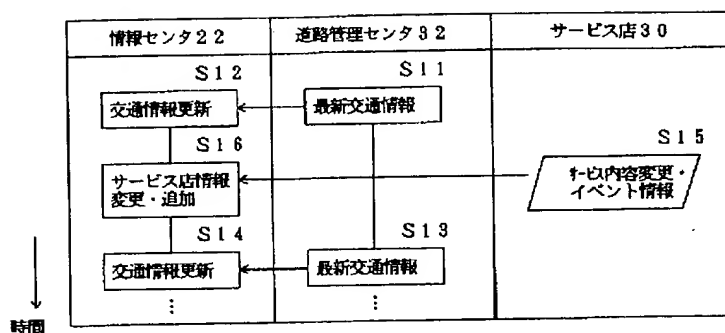 情報センタ22
道路管理センタ32
サービス店30
S12
S11
交通情報更新
最新交通情報
S16
S15
サービス店情報
変更・追加
サービス内容変更・
イベント情報
S14
S13
交通情報更新
最新交通情報
⋮
⋮
時間